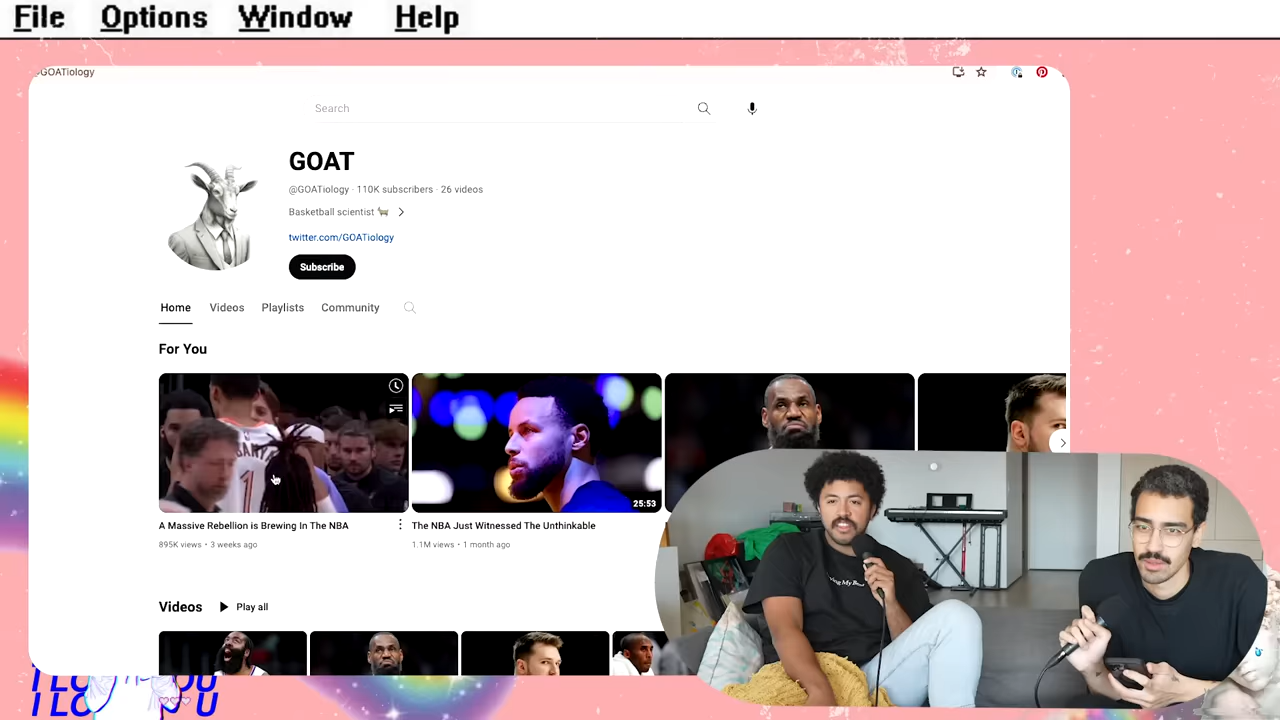 File Options Window Help
@GOATiology
Search
GOAT
@GOATiology · 110K subscribers · 26 videos
Basketball scientist
twitter.com/GOATiology
Subscribe
Home Videos Playlists Community
For You
25:53
A Massive Rebellion is Brewing In The NBA
895K views • 3 weeks ago
The NBA Just Witnessed The Unthinkable
1.1M views • 1 month ago
Videos Play all